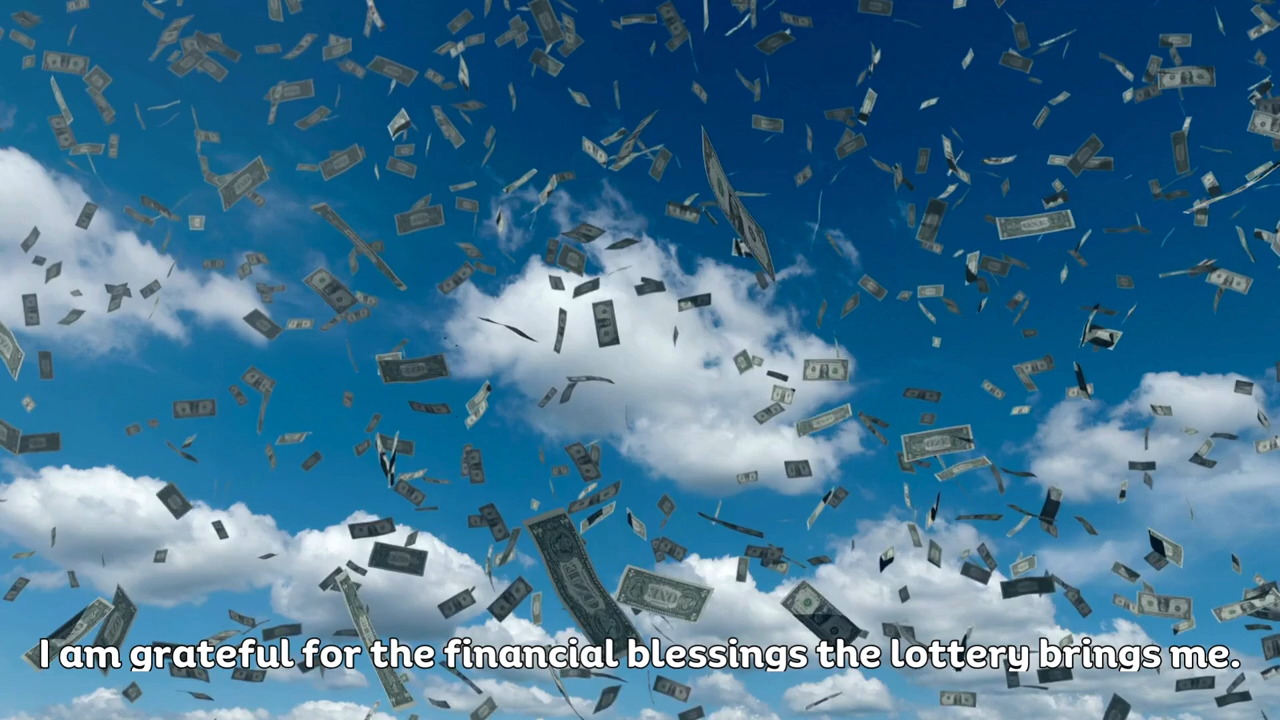 I am grateful for the financial blessings the lottery brings me.